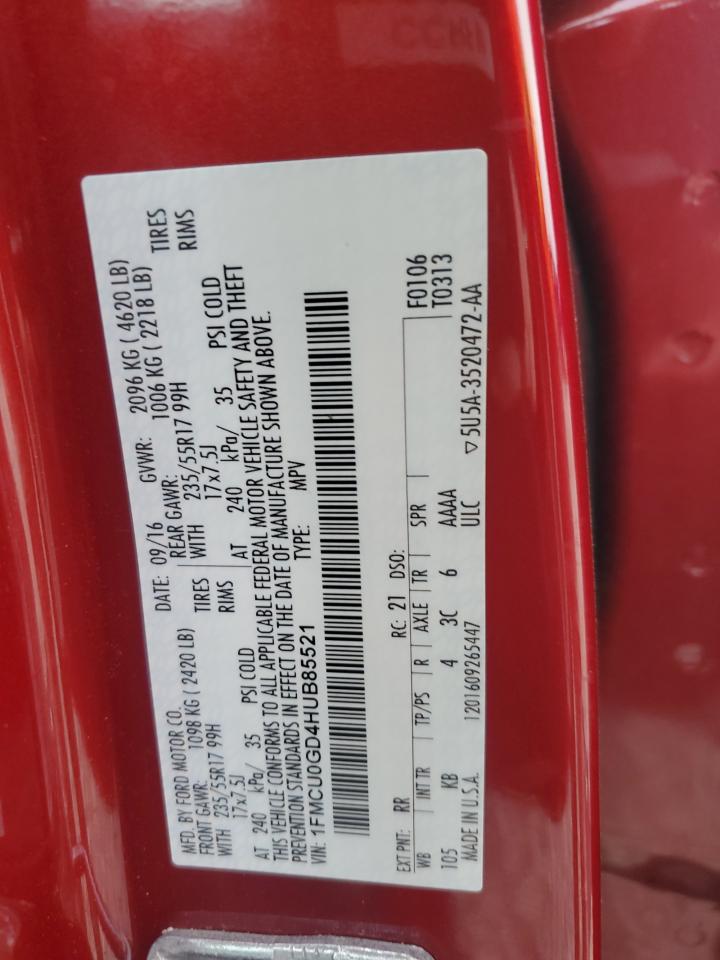 MFD. BY FORD MOTOR CO. DATE: 09/16 GVWR: 2096 KG ( 4620 LB)
FRONT GAWR: 1098 KG ( 2420 LB) REAR GAWR: 1006 KG ( 2218 LB)
WITH 235/55R17 99H TIRES WITH 235/55R17 99H TIRES
17x7.5J RIMS 17x7.5J RIMS
AT 240 kPa/ 35 PSI COLD AT 240 kPa/ 35 PSI COLD
THIS VEHICLE CONFORMS TO ALL APPLICABLE FEDERAL MOTOR VEHICLE SAFETY AND THEFT
PREVENTION STANDARDS IN EFFECT ON THE DATE OF MANUFACTURE SHOWN ABOVE.
VIN: 1FMCU0GD4HUB85521 TYPE: MPV
EXT PNT: RR RC: 21 DSO: F0106
WB INT TR TP/PS R AXLE TR SPR T0313
105 KB 4 3C 6 AAAA
MADE IN U.S.A. 1201609265447 ULC ▽5U5A-3520472-AA